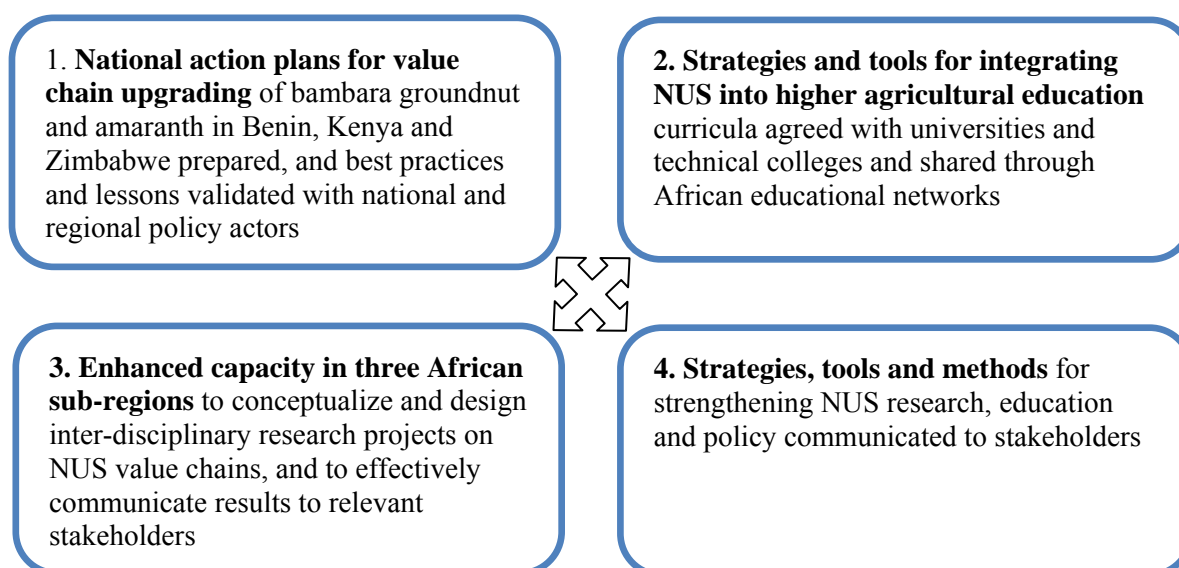 1. National action plans for value
chain upgrading of bambara groundnut
and amaranth in Benin, Kenya and
Zimbabwe prepared, and best practices
and lessons validated with national and
regional policy actors
2. Strategies and tools for integrating
NUS into higher agricultural education
curricula agreed with universities and
technical colleges and shared through
African educational networks
3. Enhanced capacity in three African
sub-regions to conceptualize and design
inter-disciplinary research projects on
NUS value chains, and to effectively
communicate results to relevant
stakeholders
4. Strategies, tools and methods for
strengthening NUS research, education
and policy communicated to stakeholders